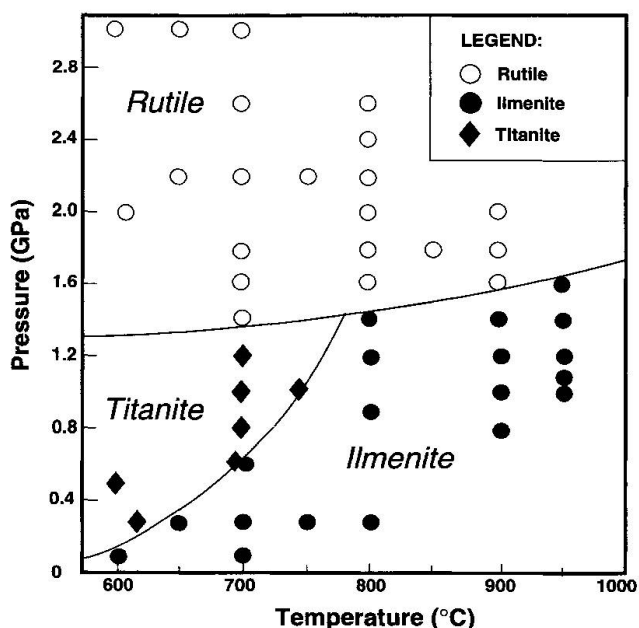 LEGEND:
Rutile
Ilmenite
Titanite
Rutile
Titanite
Ilmenite
2.8
2.4
2.0
1.6
1.2
0.8
0.4
0
Pressure (GPa)
600 700 800 900 1000
Temperature (°C)